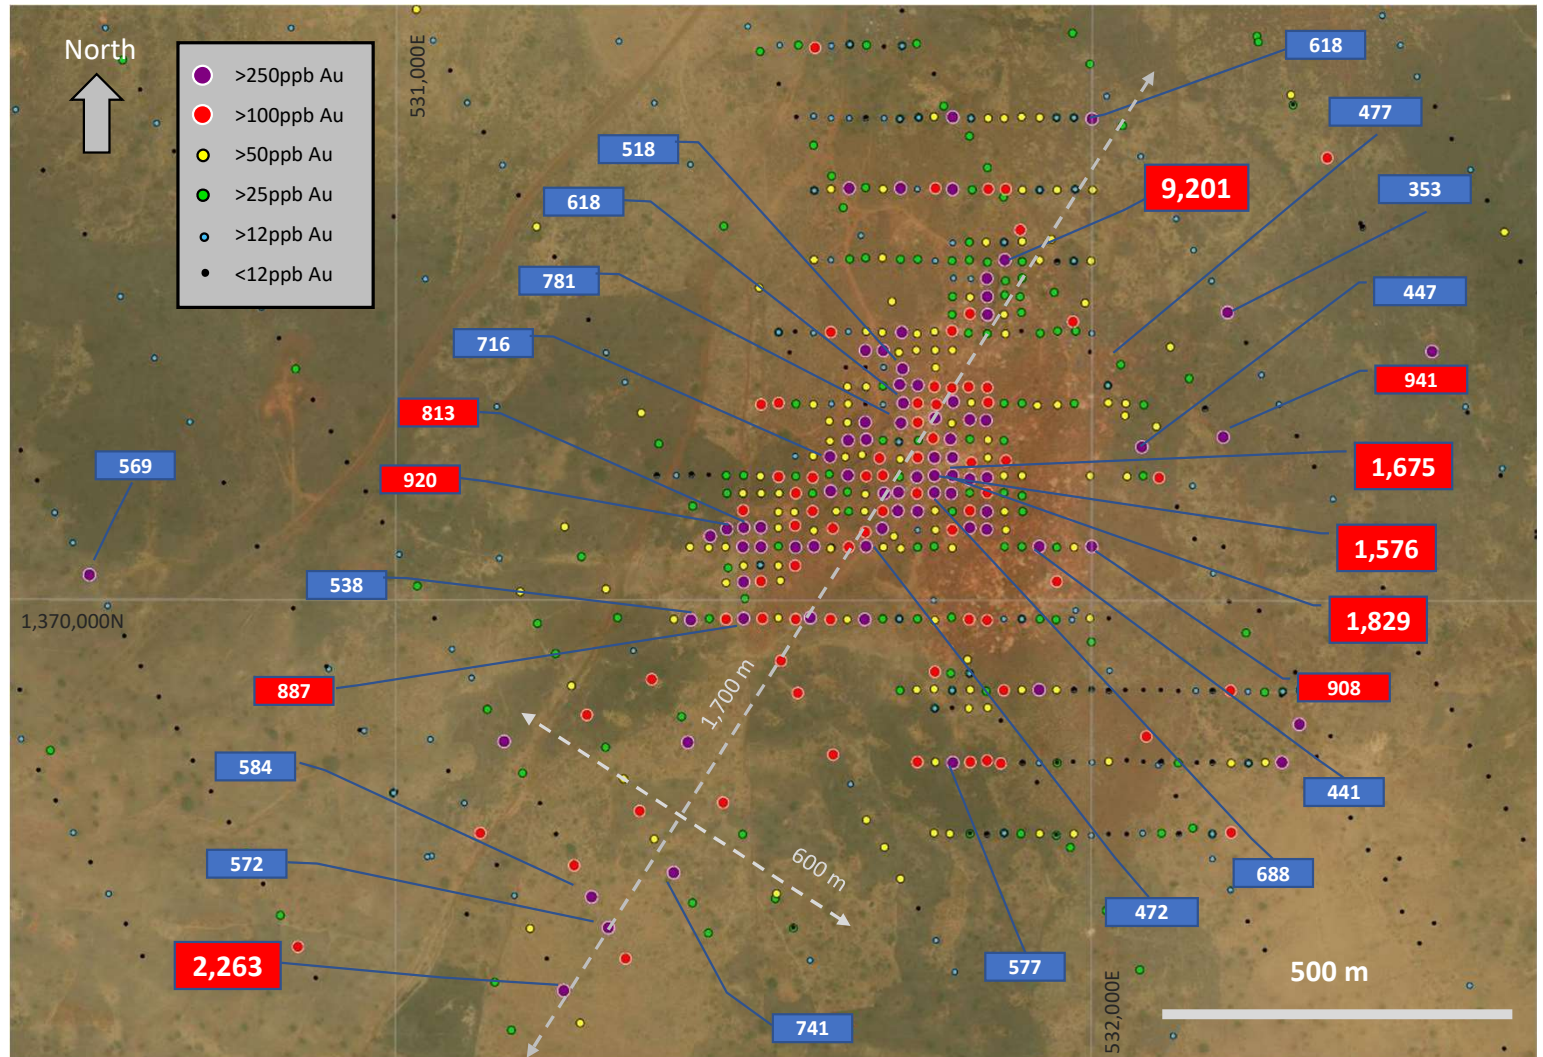 North
>250ppb Au
>100ppb Au
>50ppb Au
>25ppb Au
>12ppb Au
<12ppb Au
531,000E
618
477
518
9,201
353
618
781
447
716
941
813
569
920
1,675
1,576
538
1,370,000N
1,829
887
908
1,700 m
584
441
572
600 m
688
472
2,263
577
500 m
741
532,000E